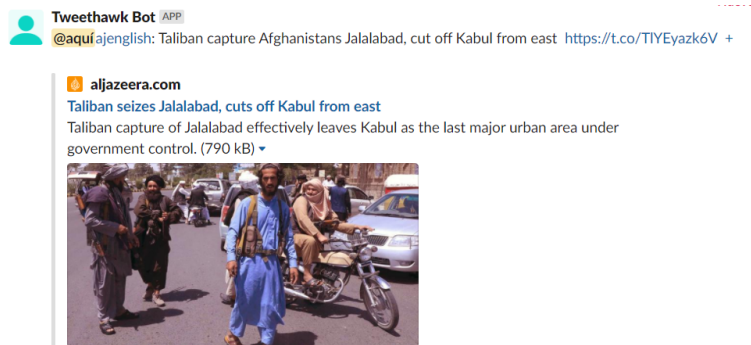 Tweethawk Bot APP
@aquí ajenglish: Taliban capture Afghanistans Jalalabad, cut off Kabul from east https://t.co/TlYEyazk6V +
aljazeera.com
Taliban seizes Jalalabad, cuts off Kabul from east
Taliban capture of Jalalabad effectively leaves Kabul as the last major urban area under
government control. (790 kB)